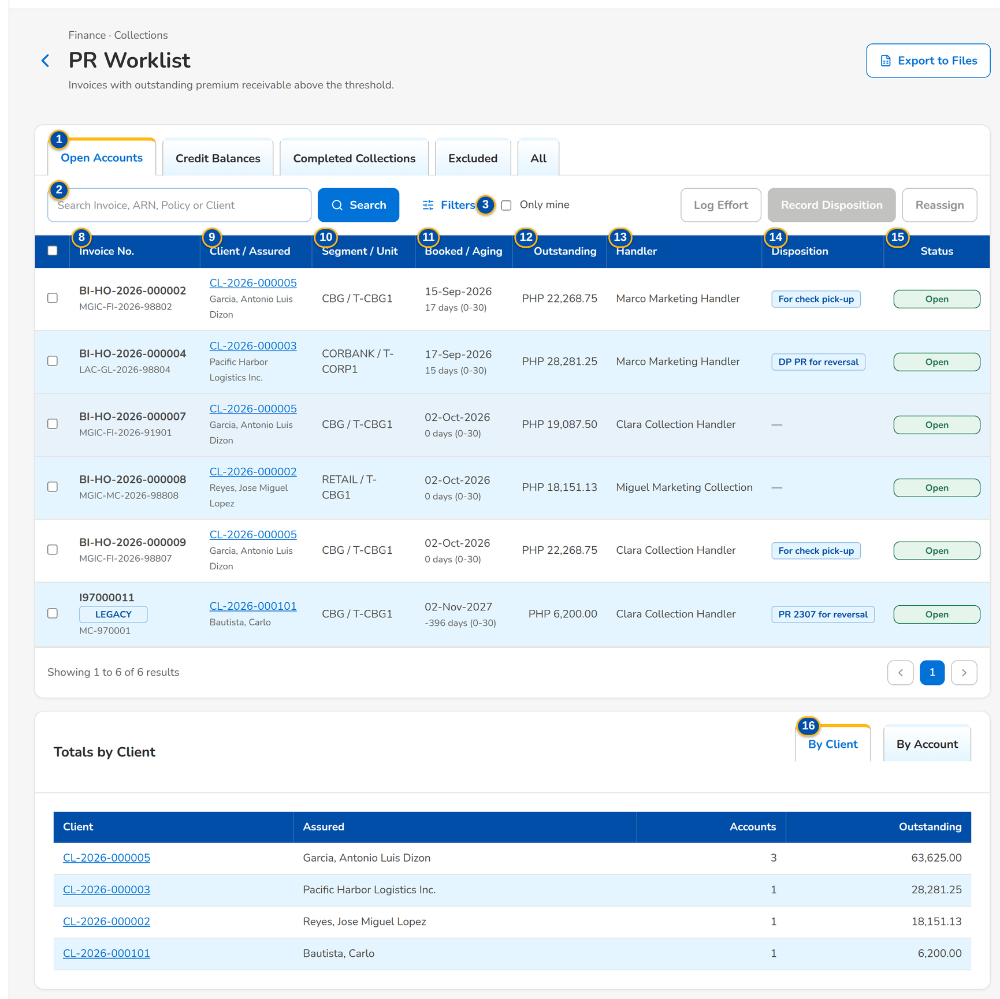 Finance · Collections
PR Worklist
Invoices with outstanding premium receivable above the threshold.
Export to Files
1
Open Accounts
Credit Balances
Completed Collections
Excluded
All
2
Search Invoice, ARN, Policy or Client
Search
Filters
3
Only mine
Log Effort
Record Disposition
Reassign
8 9 10 11 12 13 14 15
Invoice No. Client / Assured Segment / Unit Booked / Aging Outstanding Handler Disposition Status
BI-HO-2026-000002
MGIC-FI-2026-98802
CL-2026-000005
Garcia, Antonio Luis
Dizon
CBG / T-CBG1
15-Sep-2026
17 days (0-30)
PHP 22,268.75
Marco Marketing Handler
For check pick-up
Open
BI-HO-2026-000004
LAC-GL-2026-98804
CL-2026-000003
Pacific Harbor
Logistics Inc.
CORBANK / T-
CORP1
17-Sep-2026
15 days (0-30)
PHP 28,281.25
Marco Marketing Handler
DP PR for reversal
Open
BI-HO-2026-000007
MGIC-FI-2026-91901
CL-2026-000005
Garcia, Antonio Luis
Dizon
CBG / T-CBG1
02-Oct-2026
0 days (0-30)
PHP 19,087.50
Clara Collection Handler
—
Open
BI-HO-2026-000008
MGIC-MC-2026-98808
CL-2026-000002
Reyes, Jose Miguel
Lopez
RETAIL / T-
CBG1
02-Oct-2026
0 days (0-30)
PHP 18,151.13
Miguel Marketing Collection
—
Open
BI-HO-2026-000009
MGIC-FI-2026-98807
CL-2026-000005
Garcia, Antonio Luis
Dizon
CBG / T-CBG1
02-Oct-2026
0 days (0-30)
PHP 22,268.75
Clara Collection Handler
For check pick-up
Open
I97000011
LEGACY
MC-970001
CL-2026-000101
Bautista, Carlo
CBG / T-CBG1
02-Nov-2027
-396 days (0-30)
PHP 6,200.00
Clara Collection Handler
PR 2307 for reversal
Open
Showing 1 to 6 of 6 results
1
Totals by Client
16
By Client
By Account
Client Assured Accounts Outstanding
CL-2026-000005 Garcia, Antonio Luis Dizon 3 63,625.00
CL-2026-000003 Pacific Harbor Logistics Inc. 1 28,281.25
CL-2026-000002 Reyes, Jose Miguel Lopez 1 18,151.13
CL-2026-000101 Bautista, Carlo 1 6,200.00